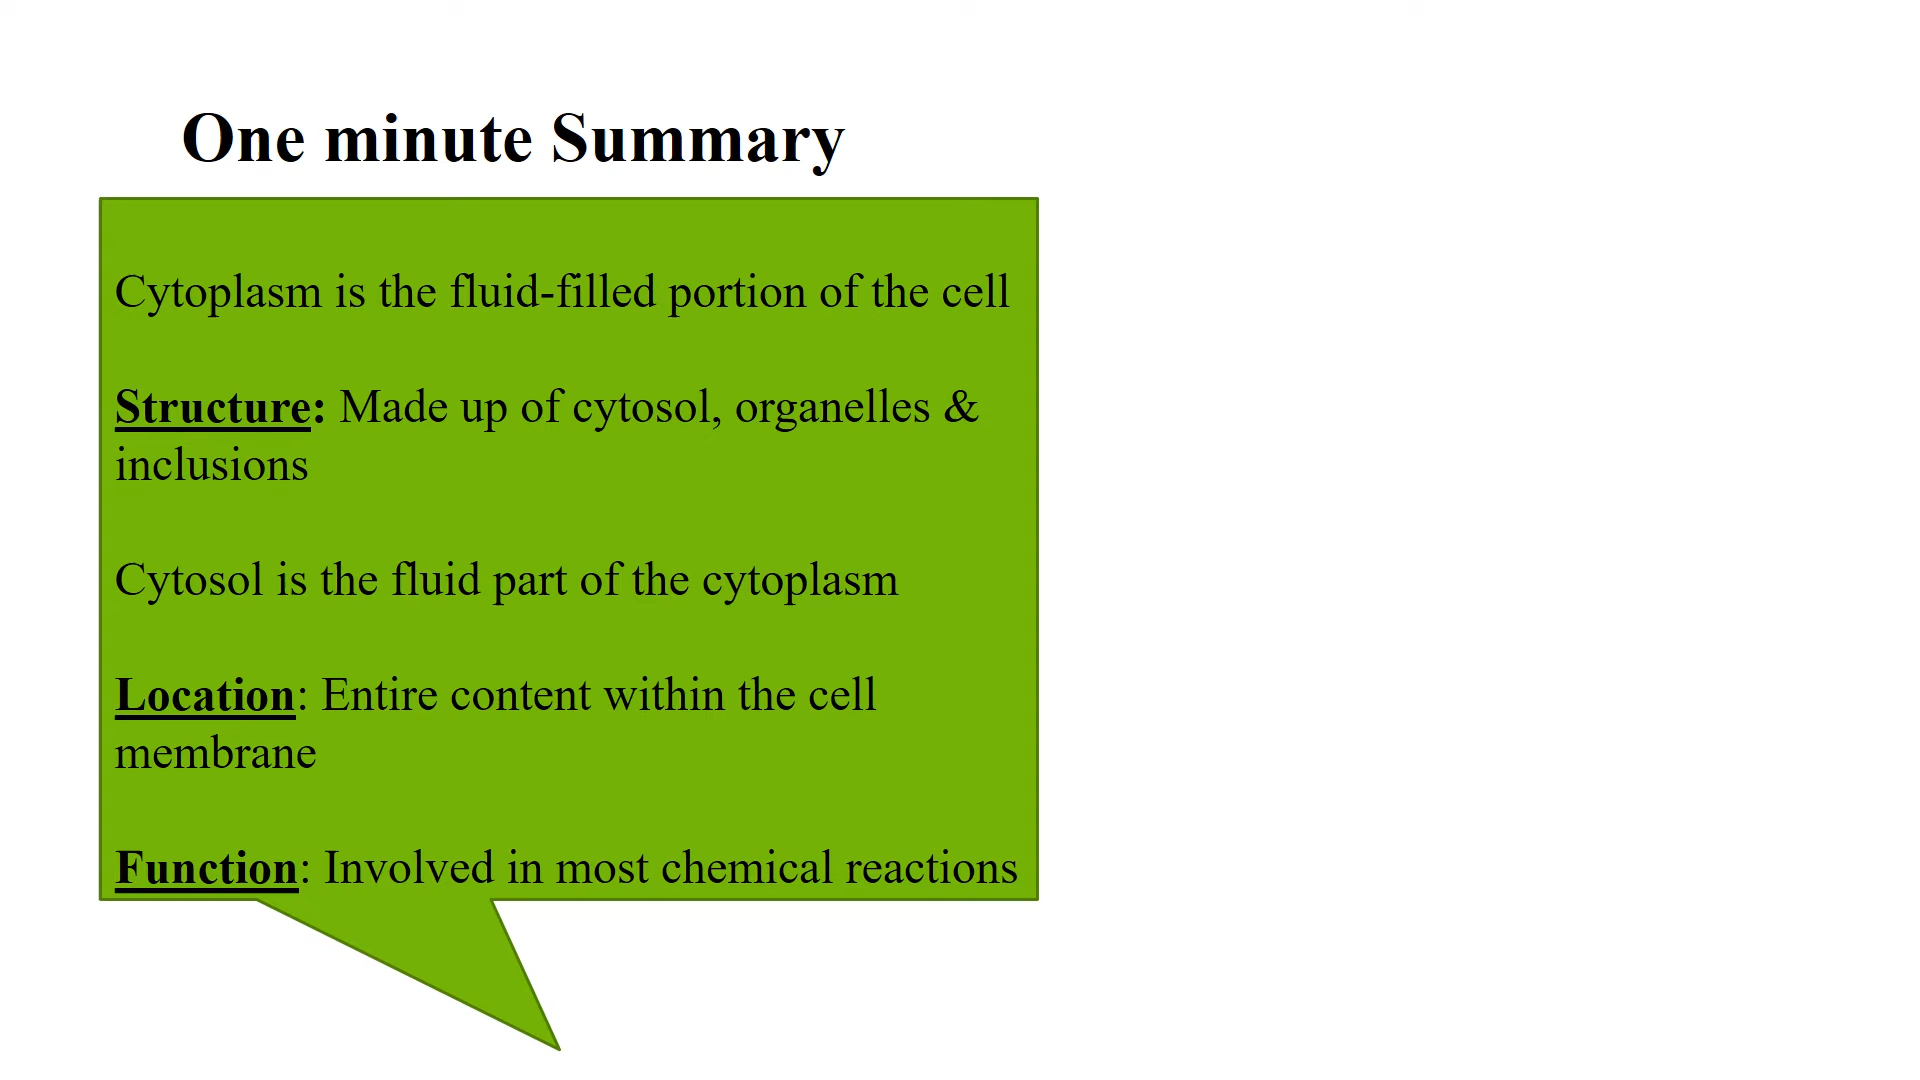 One minute Summary
Cytoplasm is the fluid-filled portion of the cell
Structure: Made up of cytosol, organelles &
inclusions
Cytosol is the fluid part of the cytoplasm
Location: Entire content within the cell
membrane
Function: Involved in most chemical reactions